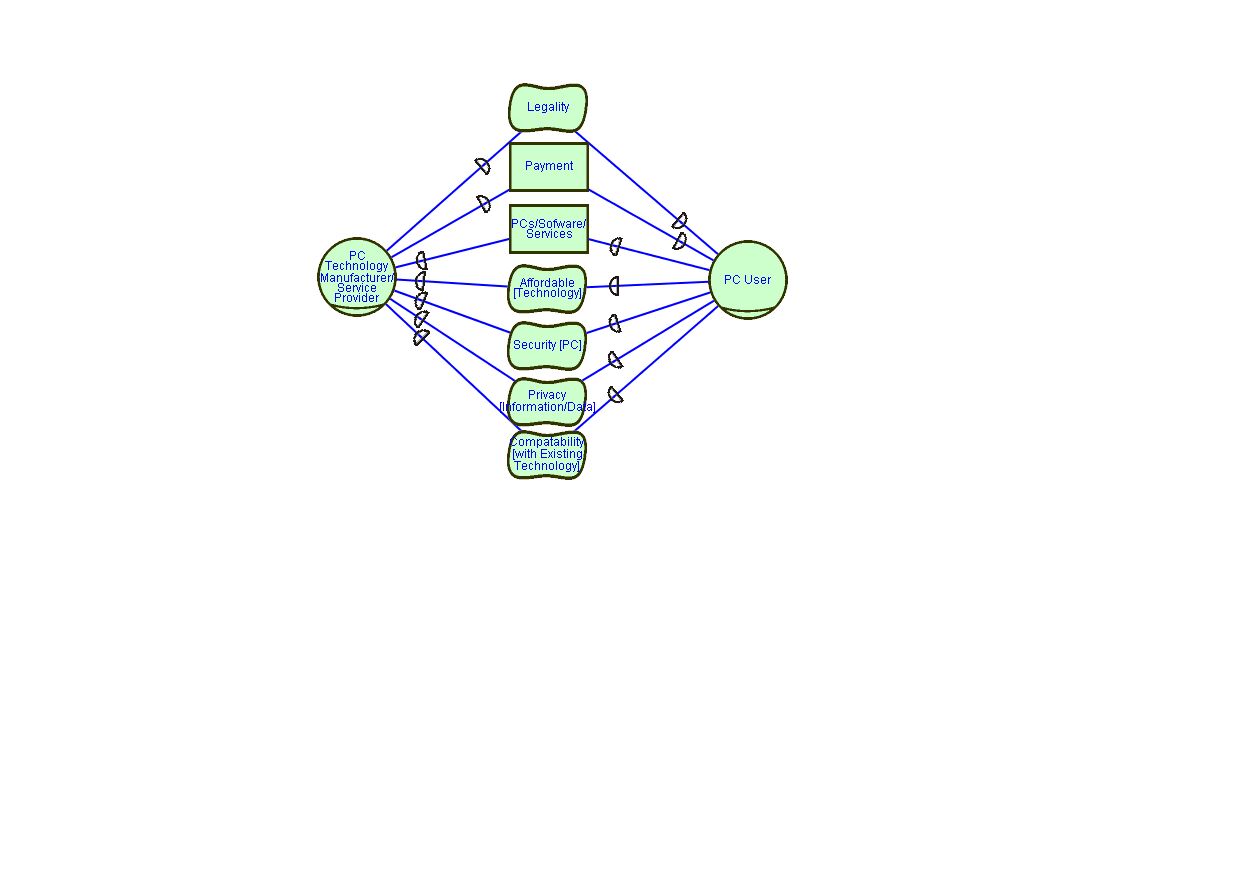 Legality
Payment
PCs/Sofware/
Services
PC
Technology
Manufacturer/
Service
Provider
Affordable
[Technology]
PC User
Security [PC]
Privacy
[Information/Data]
Compatability
[with Existing
Technology]